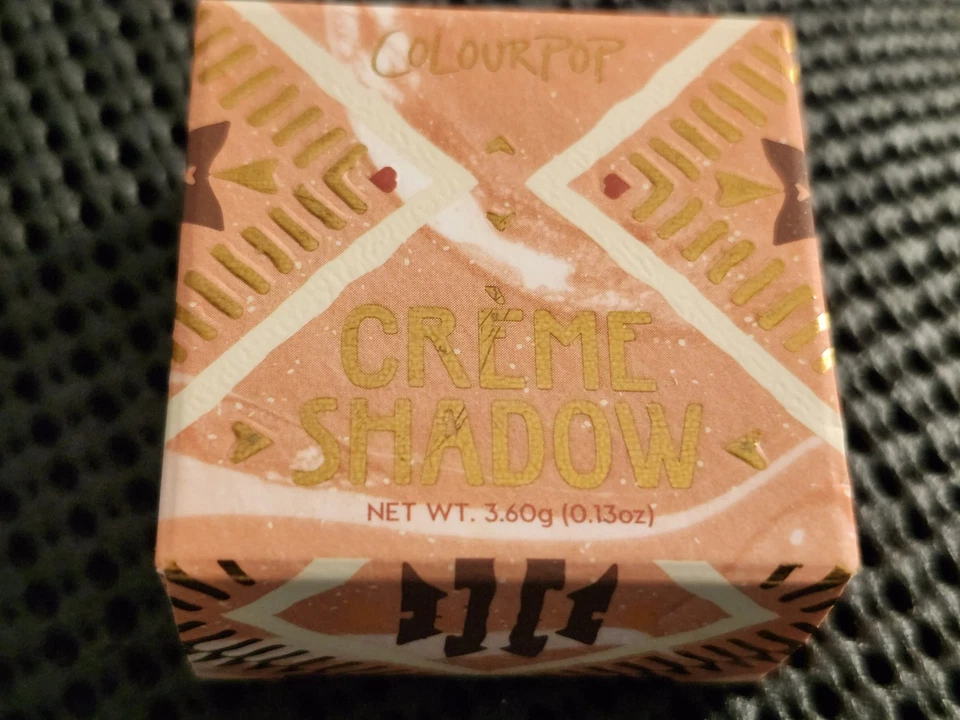 COLOURPOP
CRÈME
SHADOW
NET WT. 3.60g (0.13oz)